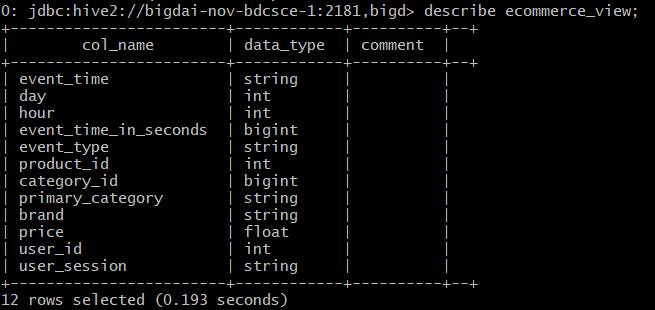 0: jdbc:hive2://bigdai-nov-bdcsce-1:2181,bigd> describe ecommerce_view;
+-----------------------+------------+----------+--+
|       col_name        | data_type  | comment  |
+-----------------------+------------+----------+--+
| event_time            | string     |          |
| day                   | int        |          |
| hour                  | int        |          |
| event_time_in_seconds | bigint     |          |
| event_type            | string     |          |
| product_id            | int        |          |
| category_id           | bigint     |          |
| primary_category      | string     |          |
| brand                 | string     |          |
| price                 | float      |          |
| user_id               | int        |          |
| user_session          | string     |          |
+-----------------------+------------+----------+--+
12 rows selected (0.193 seconds)